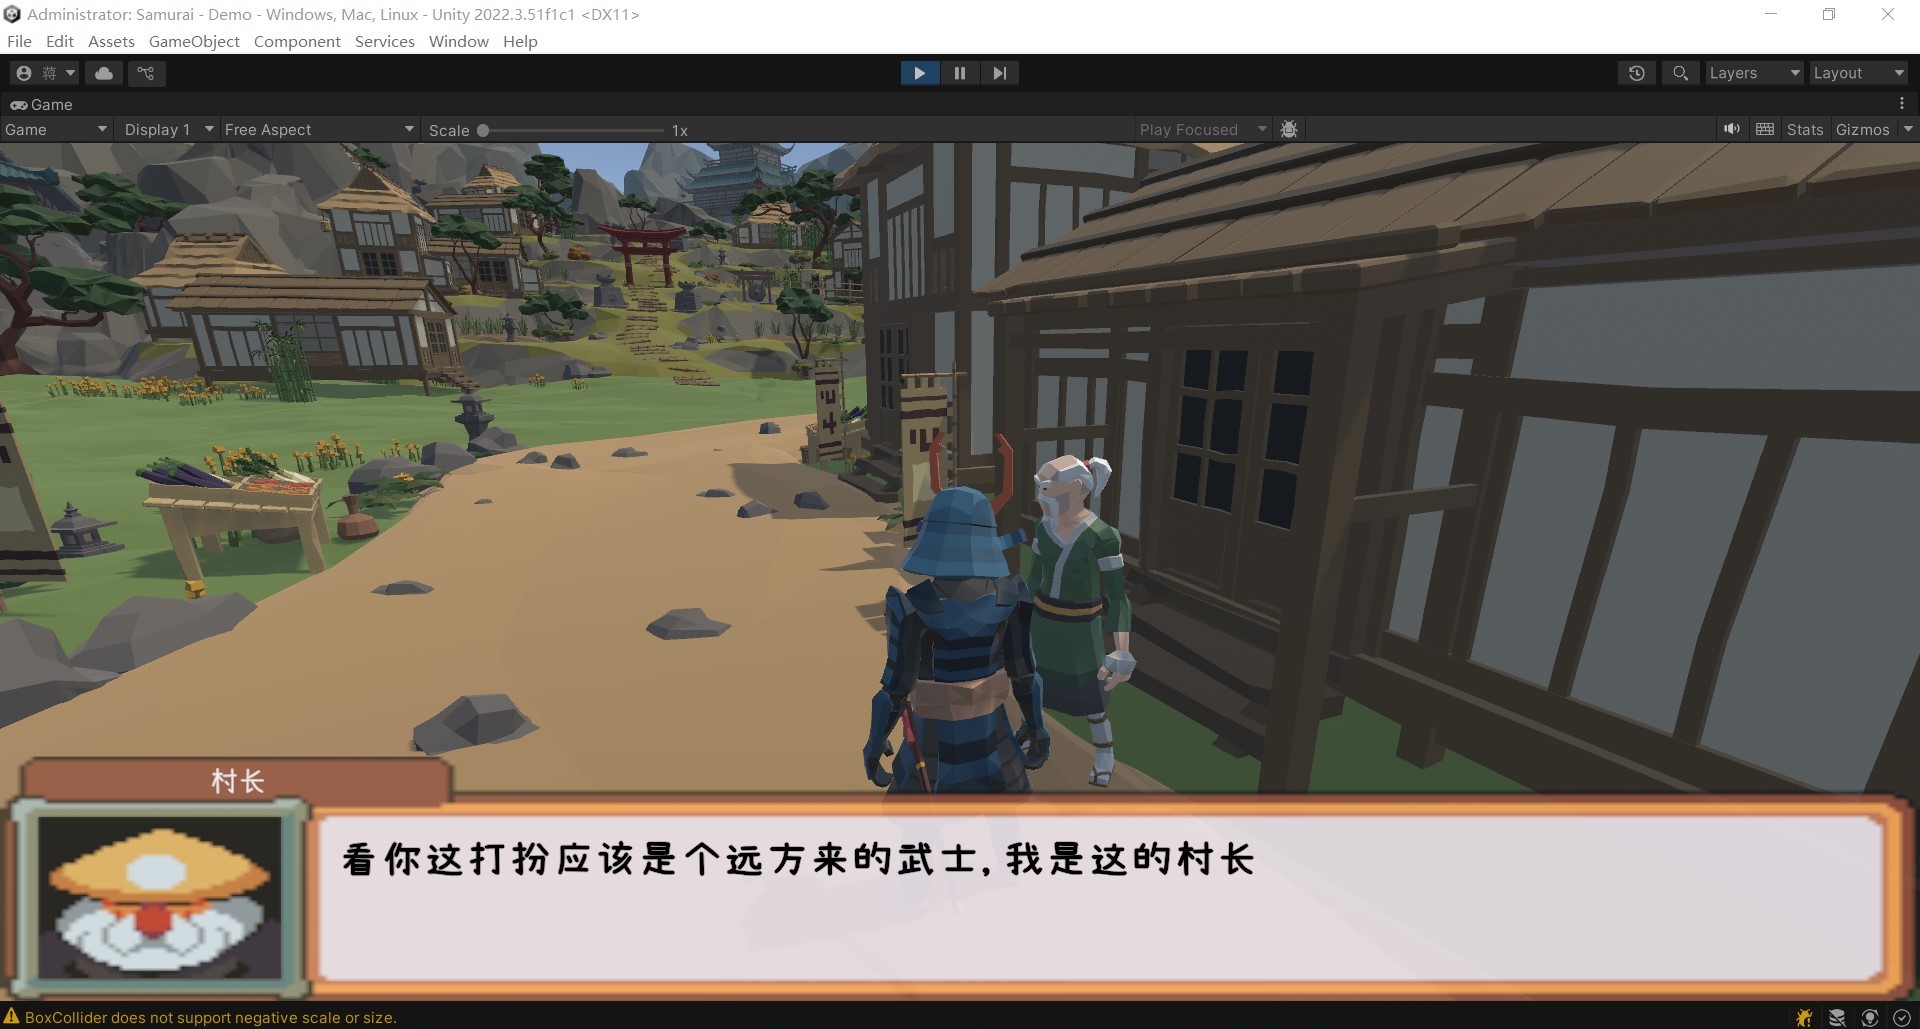 Administrator: Samurai - Demo - Windows, Mac, Linux - Unity 2022.3.51f1c1 <DX11>
File Edit Assets GameObject Component Services Window Help
蒋 Layers Layout
Game
Game Display 1 Free Aspect Scale 1x Play Focused Stats Gizmos
村长
看你这打扮应该是个远方来的武士,我是这的村长
BoxCollider does not support negative scale or size.